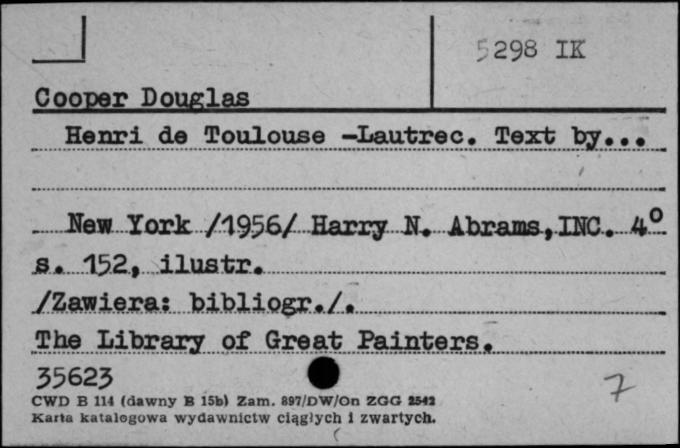 5298 IK
Cooper Douglas
Henri de Toulouse -Lautrec. Text by...
New York /1956/ Harry N. Abrams,INC. 4°
s. 152, ilustr.
/Zawiera: bibliogr./.
The Library of Great Painters.
35623
7
CWD B 114 (dawny B 15b) Zam. 897/DW/On ZGG 2542
Karta katalogowa wydawnictw ciągłych i zwartych.